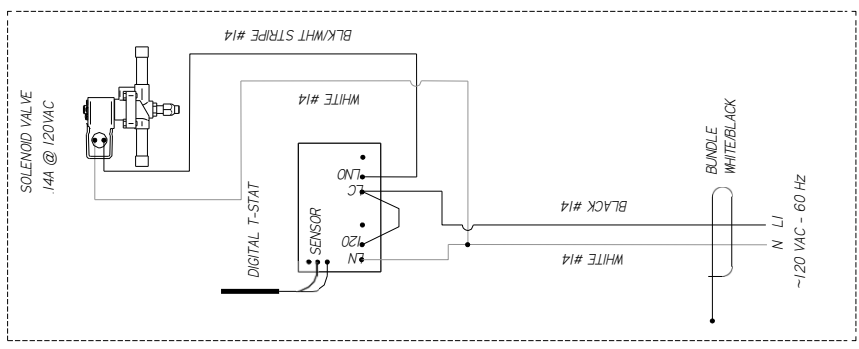 BLK/WHT STRIPE #14
WHITE #14
SOLENOID VALVE
.14A @ 120VAC
DIGITAL T-STAT
SENSOR
LNO
LC
120
LN
BLACK #14
WHITE #14
BUNDLE
WHITE/BLACK
L1
N
~120 VAC - 60 Hz